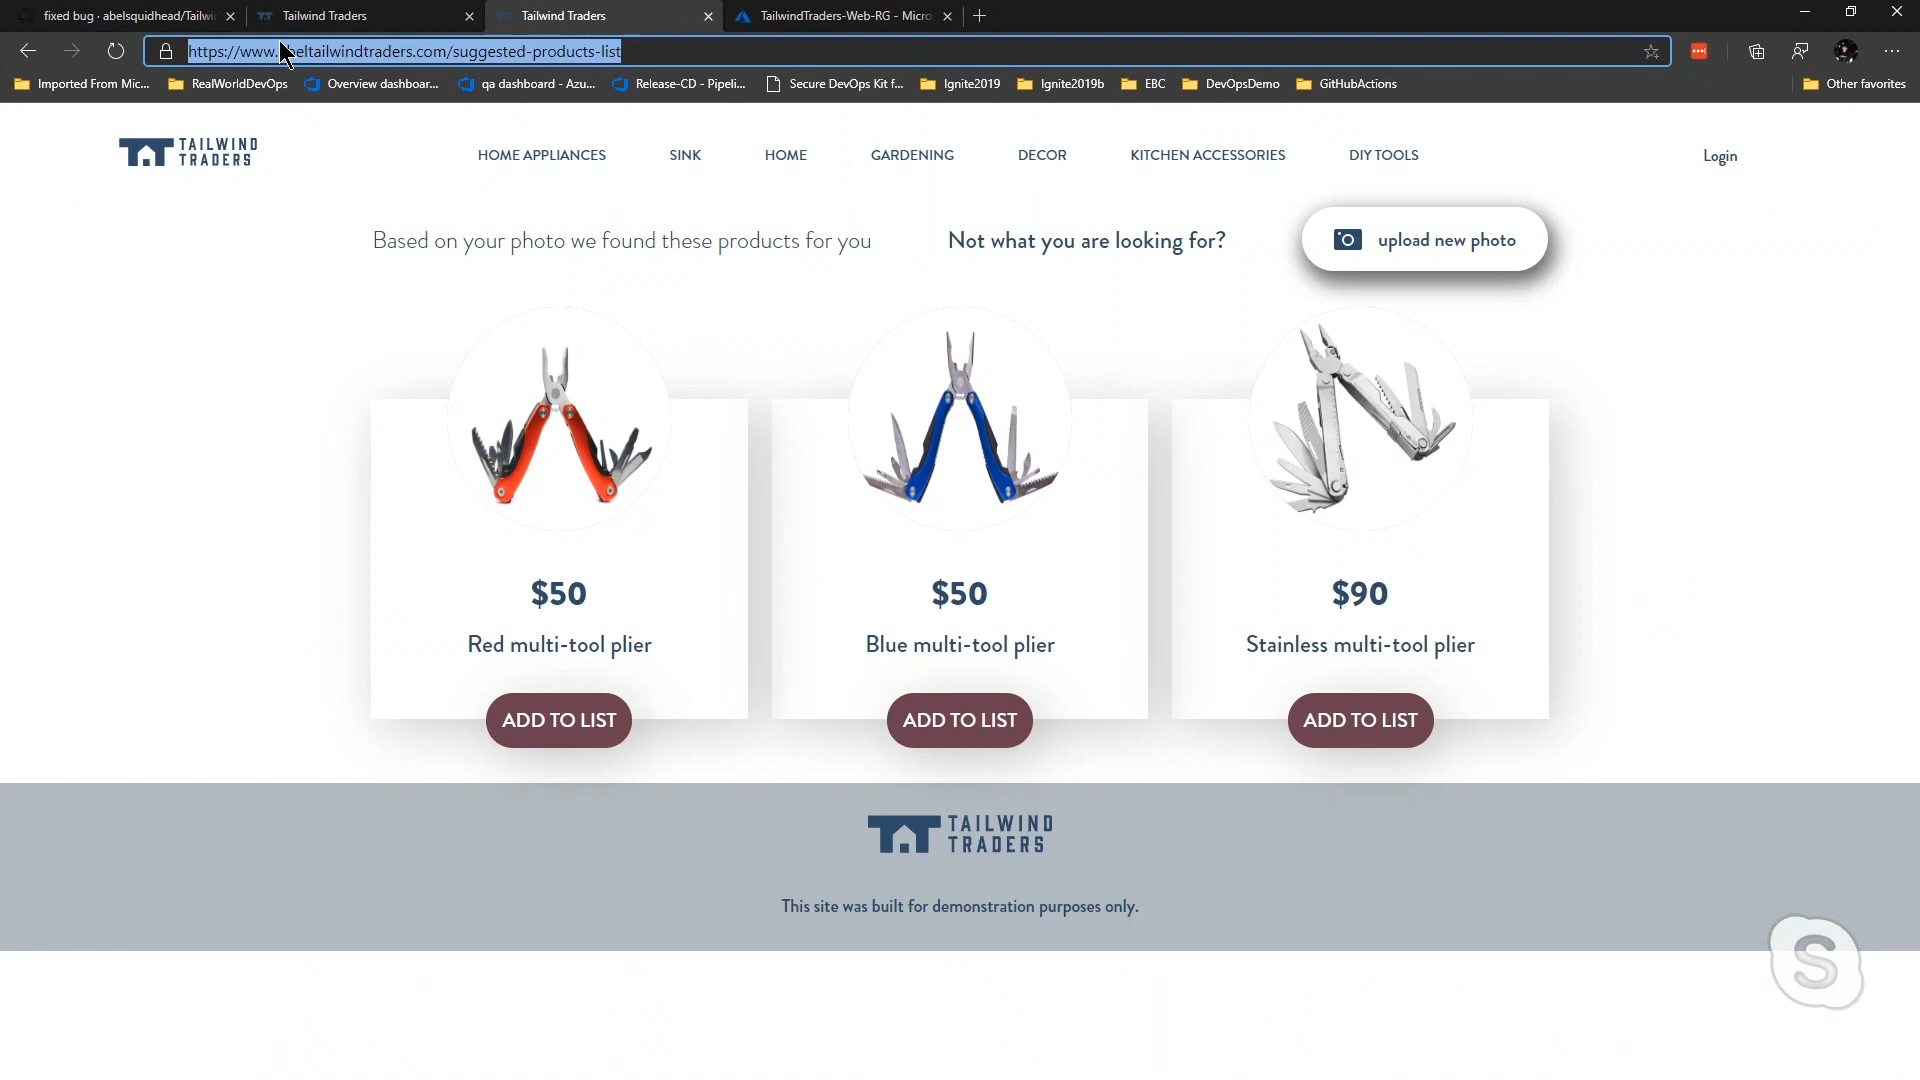 fixed bug · abelsquidhead/Tailwi
Tailwind Traders
Tailwind Traders
TailwindTraders-Web-RG - Micro
https://www.beltailwindtraders.com/suggested-products-list
Imported From Mic...
RealWorldDevOps
Overview dashboar...
qa dashboard - Azu...
Release-CD - Pipeli...
Secure DevOps Kit f...
Ignite2019
Ignite2019b
EBC
DevOpsDemo
GitHubActions
Other favorites
TAILWIND
TRADERS
HOME APPLIANCES
SINK
HOME
GARDENING
DECOR
KITCHEN ACCESSORIES
DIY TOOLS
Login
Based on your photo we found these products for you
Not what you are looking for?
upload new photo
$50
Red multi-tool plier
ADD TO LIST
$50
Blue multi-tool plier
ADD TO LIST
$90
Stainless multi-tool plier
ADD TO LIST
TAILWIND
TRADERS
This site was built for demonstration purposes only.
S